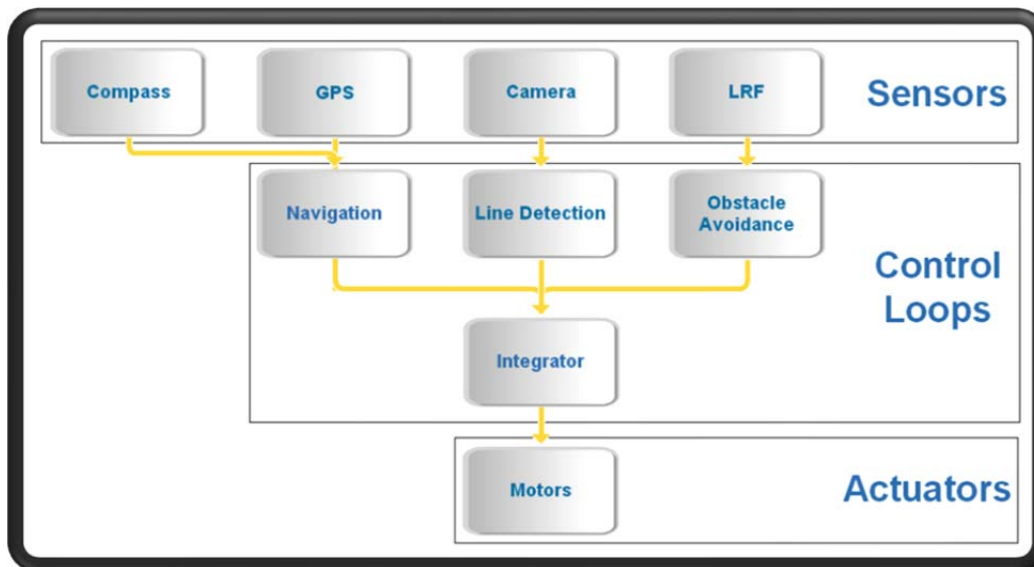 Compass
GPS
Camera
LRF
Sensors
Navigation
Line Detection
Obstacle
Avoidance
Control
Loops
Integrator
Motors
Actuators